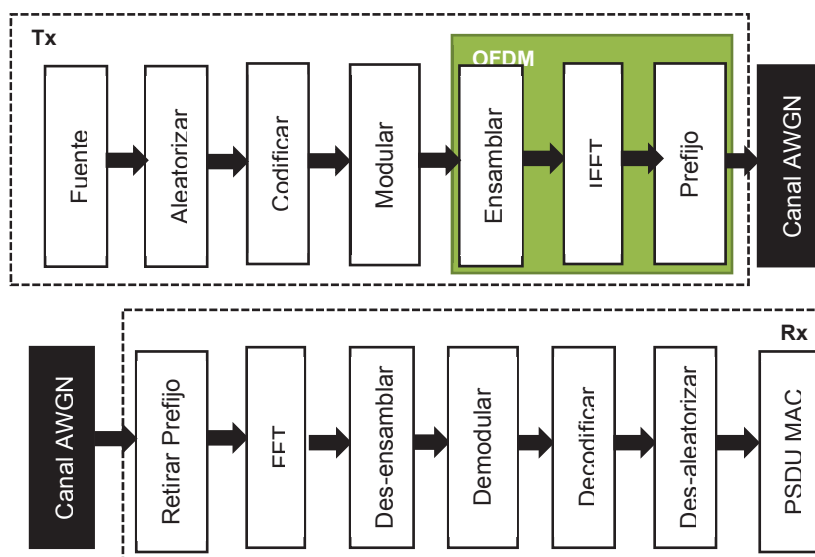 Tx
OFDM
Fuente
Aleatorizar
Codificar
Modular
Ensamblar
IFFT
Prefijo
Canal AWGN
Rx
Canal AWGN
Retirar Prefijo
FFT
Des-ensamblar
Demodular
Decodificar
Des-aleatorizar
PSDU MAC